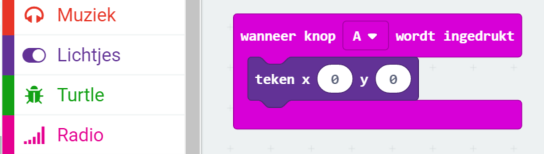 Muziek
Lichtjes
Turtle
Radio
wanneer knop A wordt ingedrukt
teken x 0 y 0